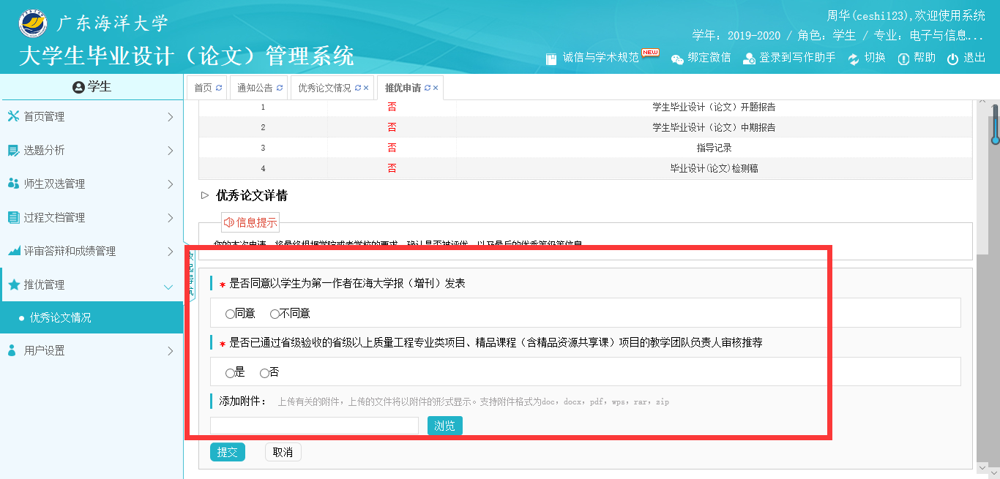 广东海洋大学
大学生毕业设计（论文）管理系统
周华(ceshi123),欢迎使用系统
学年：2019-2020 / 角色：学生 / 专业：电子与信息...
诚信与学术规范 NEW 绑定微信 登录到写作助手 切换 帮助 退出
学生
首页管理
选题分析
师生双选管理
过程文档管理
评审答辩和成绩管理
推优管理
优秀论文情况
用户设置
首页 通知公告 优秀论文情况 推优申请
1 否 学生毕业设计（论文）开题报告
2 否 学生毕业设计（论文）中期报告
3 否 指导记录
4 否 毕业设计(论文)检测稿
优秀论文详情
信息提示
你的本次申请，将最终根据学院或者学校的要求，确认是否被评优，以及最后的优秀等级等信息
* 是否同意以学生为第一作者在海大学报（增刊）发表
同意 不同意
* 是否已通过省级验收的省级以上质量工程专业类项目、精品课程（含精品资源共享课）项目的教学团队负责人审核推荐
是 否
添加附件： 上传有关的附件，上传的文件将以附件的形式显示。支持附件格式为doc，docx，pdf，wps，rar，zip
浏览
提交 取消